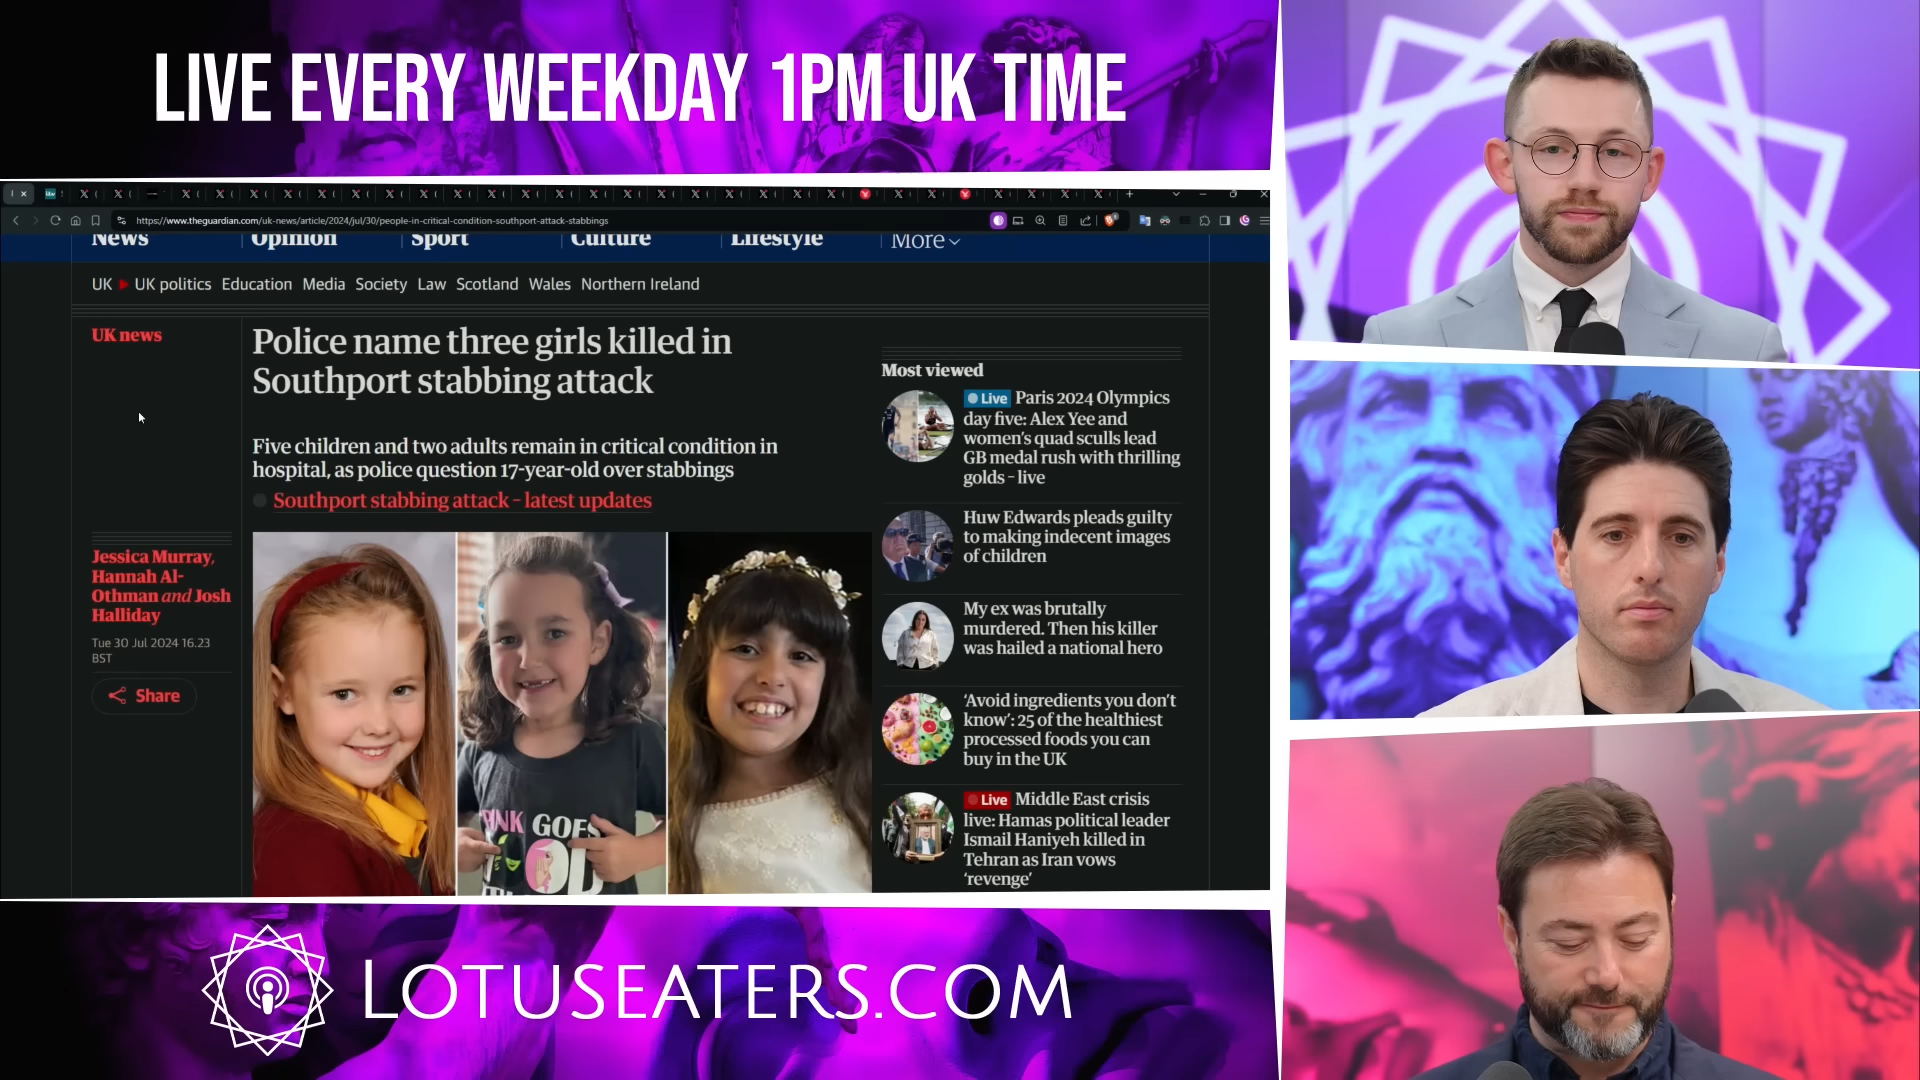 LIVE EVERY WEEKDAY 1PM UK TIME
https://www.theguardian.com/uk-news/article/2024/jul/30/people-in-critical-condition-southport-attack-stabbings
News
Opinion
Sport
Culture
Lifestyle
More
UK
UK politics
Education
Media
Society
Law
Scotland
Wales
Northern Ireland
UK news
Police name three girls killed in
Southport stabbing attack
Five children and two adults remain in critical condition in
hospital, as police question 17-year-old over stabbings
Southport stabbing attack – latest updates
Jessica Murray,
Hannah Al-
Othman and Josh
Halliday
Tue 30 Jul 2024 16.23
BST
Share
GOES
Most viewed
Live Paris 2024 Olympics
day five: Alex Yee and
women's quad sculls lead
GB medal rush with thrilling
golds – live
Huw Edwards pleads guilty
to making indecent images
of children
My ex was brutally
murdered. Then his killer
was hailed a national hero
'Avoid ingredients you don't
know': 25 of the healthiest
processed foods you can
buy in the UK
Live Middle East crisis
live: Hamas political leader
Ismail Haniyeh killed in
Tehran as Iran vows
'revenge'
LOTUSEATERS.COM